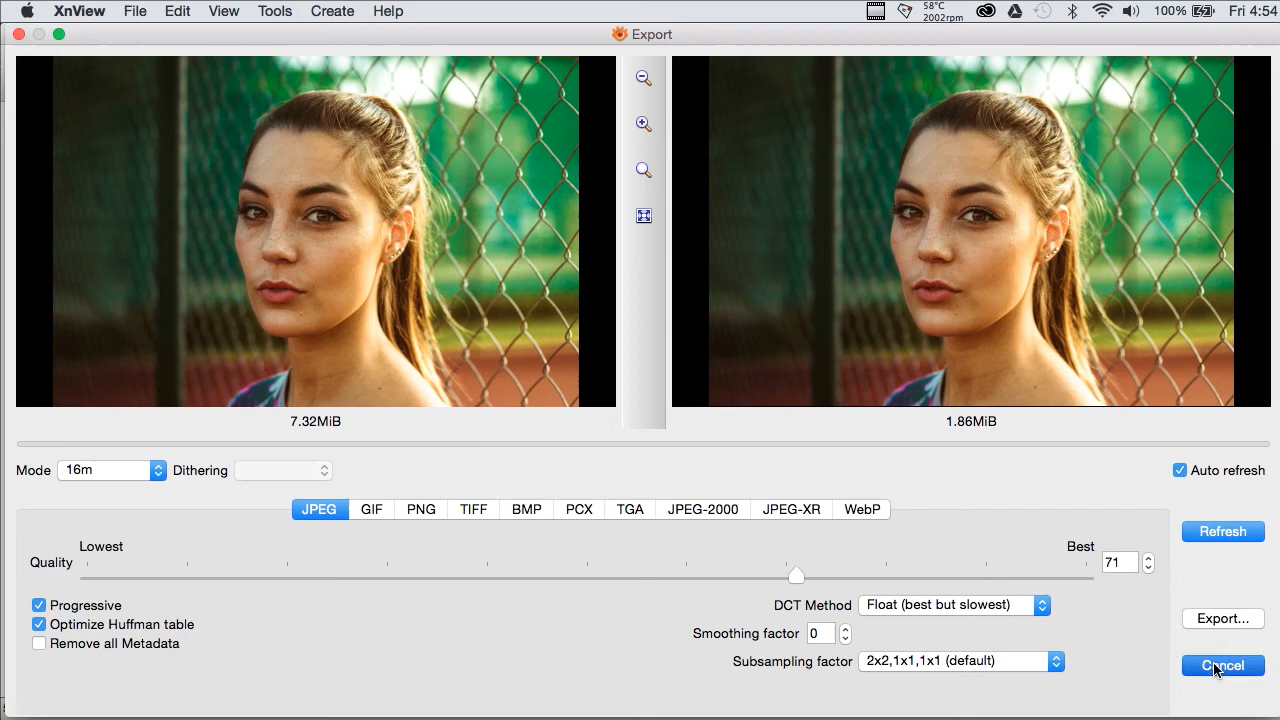 XnView File Edit View Tools Create Help 58°C 2002rpm 100% Fri 4:54
Export
7.32MiB 1.86MiB
Mode 16m Dithering Auto refresh
JPEG GIF PNG TIFF BMP PCX TGA JPEG-2000 JPEG-XR WebP
Refresh
Lowest Best
Quality 71
Progressive DCT Method Float (best but slowest)
Optimize Huffman table Smoothing factor 0 Export...
Remove all Metadata
Subsampling factor 2x2,1x1,1x1 (default) Cancel